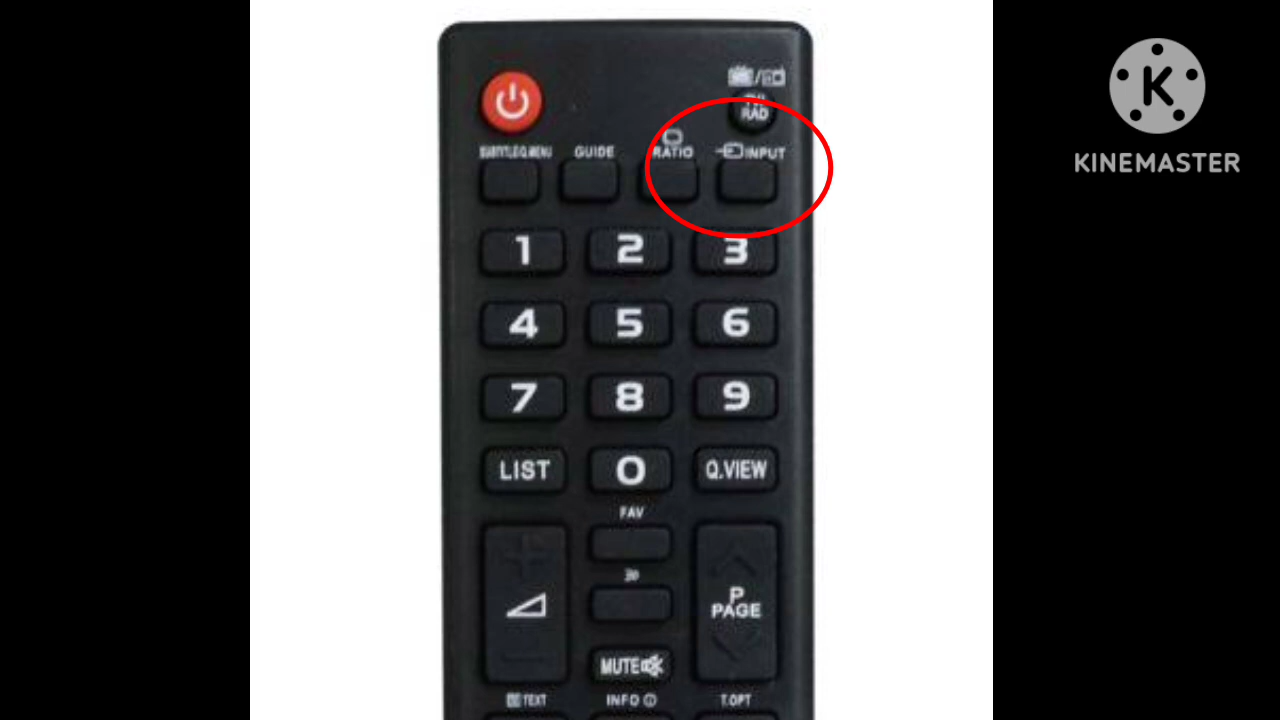 TV/
RAD
SUBTITLE Q.MENU GUIDE RATIO INPUT
1 2 3
4 5 6
7 8 9
LIST 0 Q.VIEW
FAV
3D
P
PAGE
MUTE
TEXT INFO T.OPT
K
KINEMASTER